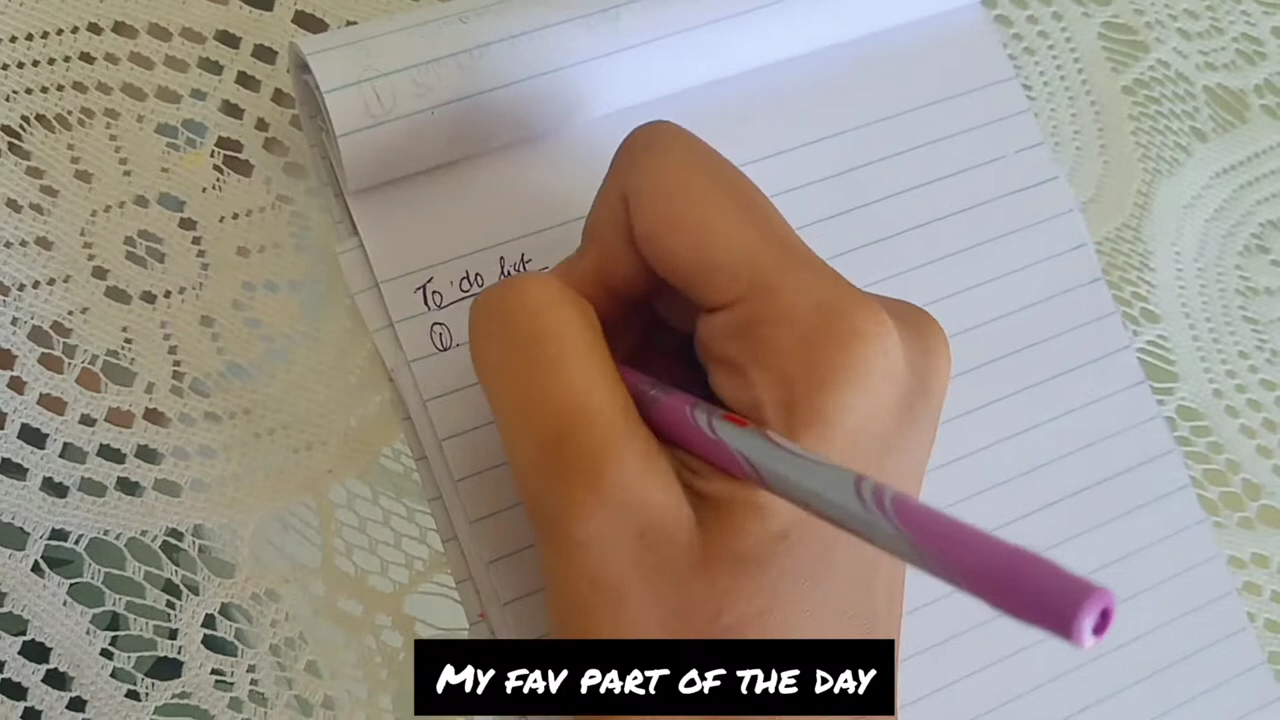 To do list
①.
My fav part of the day